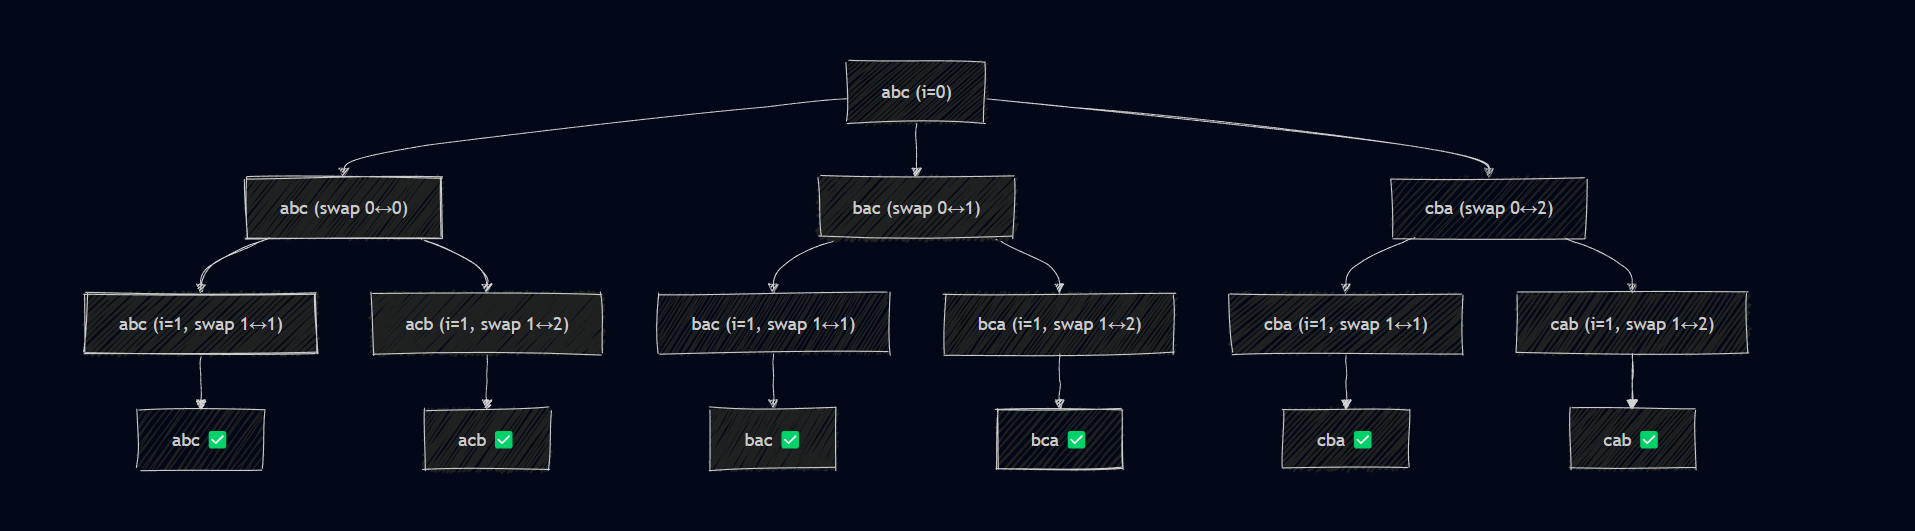 abc (i=0)
abc (swap 0↔0)
bac (swap 0↔1)
cba (swap 0↔2)
abc (i=1, swap 1↔1)
acb (i=1, swap 1↔2)
bac (i=1, swap 1↔1)
bca (i=1, swap 1↔2)
cba (i=1, swap 1↔1)
cab (i=1, swap 1↔2)
abc ✅
acb ✅
bac ✅
bca ✅
cba ✅
cab ✅